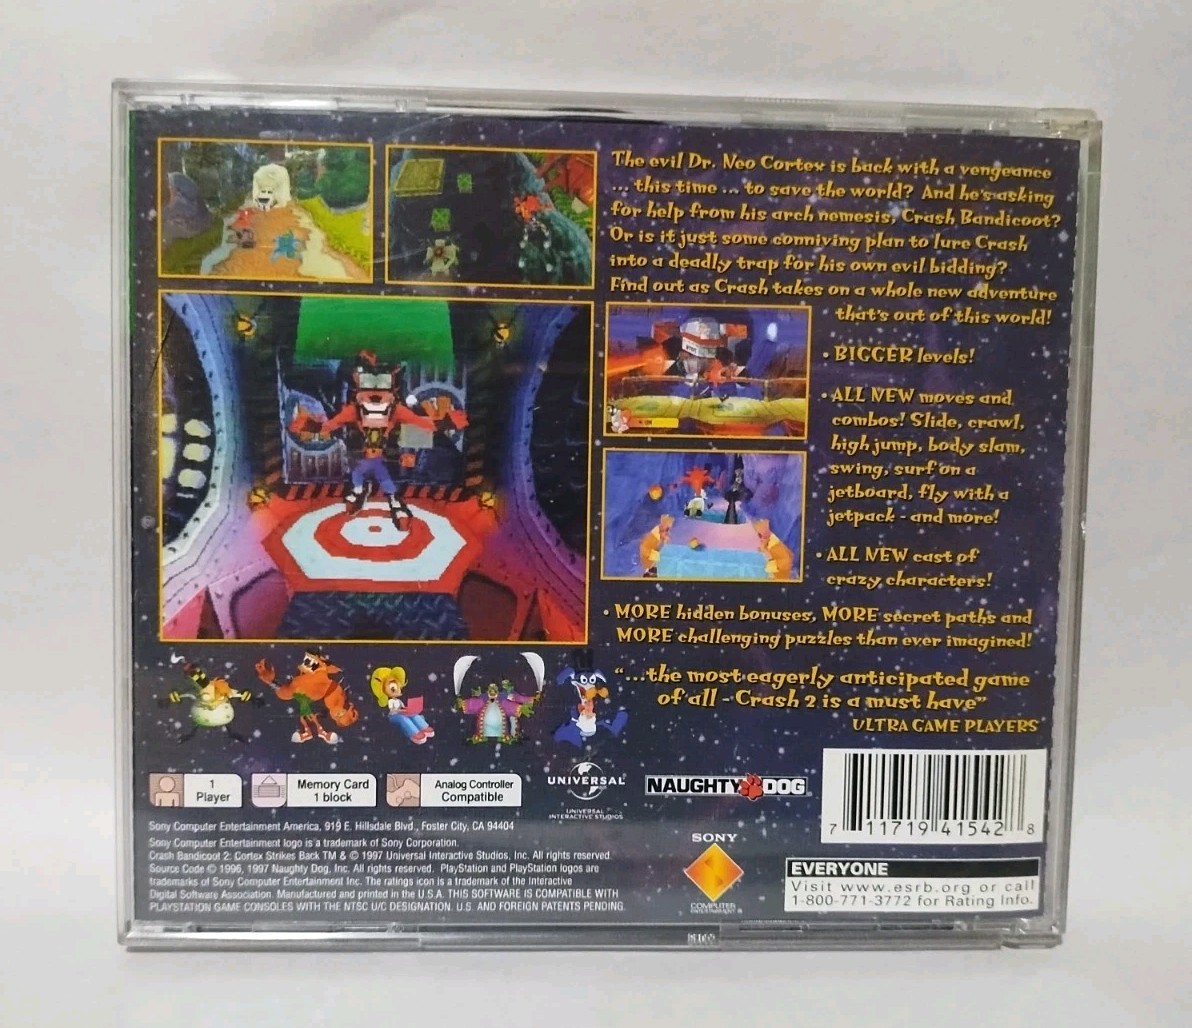 The evil Dr. Neo Cortex is back with a vengeance
... this time ... to save the world? And he's asking
for help from his arch nemesis, Crash Bandicoot?
Or is it just some conniving plan to lure Crash
into a deadly trap for his own evil bidding?
Find out as Crash takes on a whole new adventure
that's out of this world!
• BIGGER levels!
• ALL NEW moves and
combos! Slide, crawl,
high jump, body slam,
swing, surf on a
jetboard, fly with a
jetpack - and more!
• ALL NEW cast of
crazy characters!
• MORE hidden bonuses, MORE secret paths and
MORE challenging puzzles than ever imagined!
"...the most eagerly anticipated game
of all - Crash 2 is a must have"
ULTRA GAME PLAYERS
1
Player
Memory Card
1 block
Analog Controller
Compatible
UNIVERSAL
UNIVERSAL
INTERACTIVE STUDIOS
NAUGHTY DOG
Sony Computer Entertainment America, 919 E. Hillsdale Blvd., Foster City, CA 94404
Sony Computer Entertainment logo is a trademark of Sony Corporation.
Crash Bandicoot 2: Cortex Strikes Back TM & © 1997 Universal Interactive Studios, Inc. All rights reserved.
Source Code © 1996, 1997 Naughty Dog, Inc. All rights reserved. PlayStation and PlayStation logos are
trademarks of Sony Computer Entertainment Inc. The ratings icon is a trademark of the Interactive
Digital Software Association. Manufactured and printed in the U.S.A. THIS SOFTWARE IS COMPATIBLE WITH
PLAYSTATION GAME CONSOLES WITH THE NTSC U/C DESIGNATION. U.S. AND FOREIGN PATENTS PENDING.
SONY
COMPUTER
ENTERTAINMENT
7 11719 41542 8
EVERYONE
Visit www.esrb.org or call
1-800-771-3772 for Rating Info.